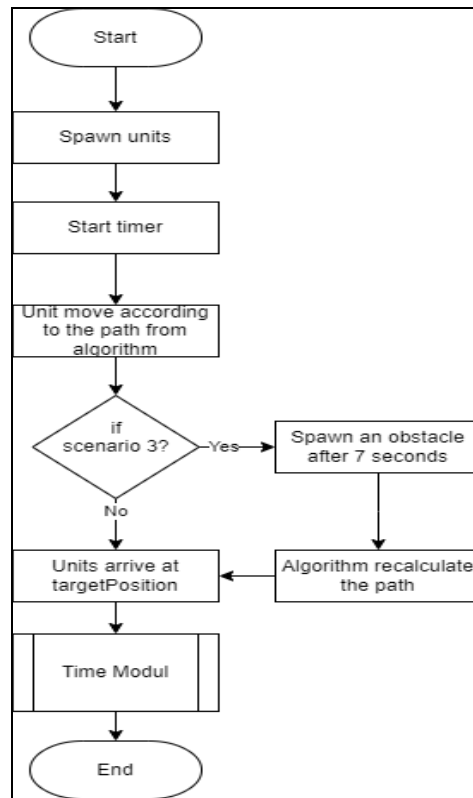 Start
Spawn units
Start timer
Unit move according
to the path from
algorithm
if
scenario 3?
Yes
Spawn an obstacle
after 7 seconds
No
Units arrive at
targetPosition
Algorithm recalculate
the path
Time Modul
End